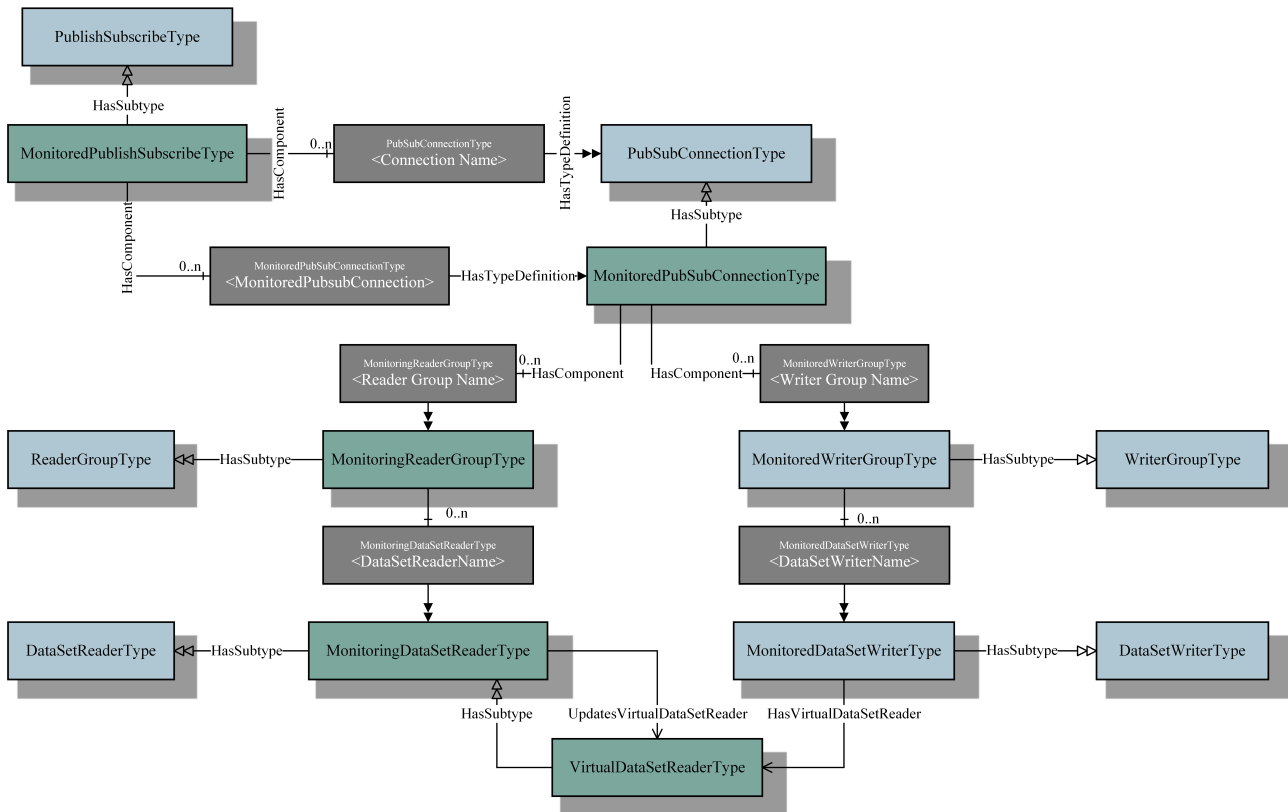 PublishSubscribeType
HasSubtype
MonitoredPublishSubscribeType
HasComponent
0..n
PubSubConnectionType
<Connection Name>
HasTypeDefinition
PubSubConnectionType
HasSubtype
HasComponent
0..n
MonitoredPubSubConnectionType
<MonitoredPubsubConnection>
HasTypeDefinition
MonitoredPubSubConnectionType
MonitoringReaderGroupType
<Reader Group Name>
0..n
HasComponent
HasComponent
0..n
MonitoredWriterGroupType
<Writer Group Name>
ReaderGroupType
HasSubtype
MonitoringReaderGroupType
MonitoredWriterGroupType
HasSubtype
WriterGroupType
0..n
0..n
MonitoringDataSetReaderType
<DataSetReaderName>
MonitoredDataSetWriterType
<DataSetWriterName>
DataSetReaderType
HasSubtype
MonitoringDataSetReaderType
MonitoredDataSetWriterType
HasSubtype
DataSetWriterType
HasSubtype
UpdatesVirtualDataSetReader
HasVirtualDataSetReader
VirtualDataSetReaderType